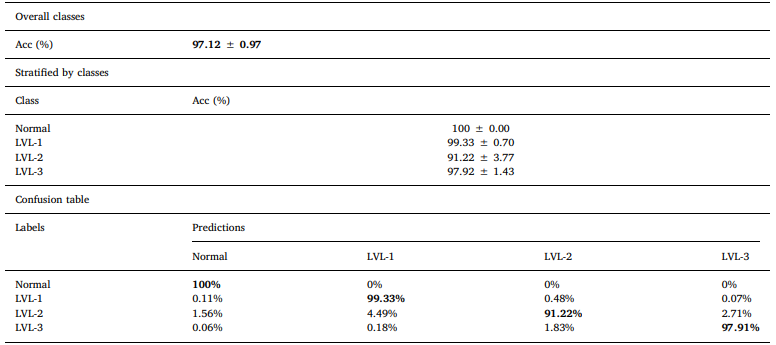 Overall classes
Acc (%) 97.12 ± 0.97
Stratified by classes
Class Acc (%)
Normal 100 ± 0.00
LVL-1 99.33 ± 0.70
LVL-2 91.22 ± 3.77
LVL-3 97.92 ± 1.43
Confusion table
Labels Predictions
Normal LVL-1 LVL-2 LVL-3
Normal 100% 0% 0% 0%
LVL-1 0.11% 99.33% 0.48% 0.07%
LVL-2 1.56% 4.49% 91.22% 2.71%
LVL-3 0.06% 0.18% 1.83% 97.91%